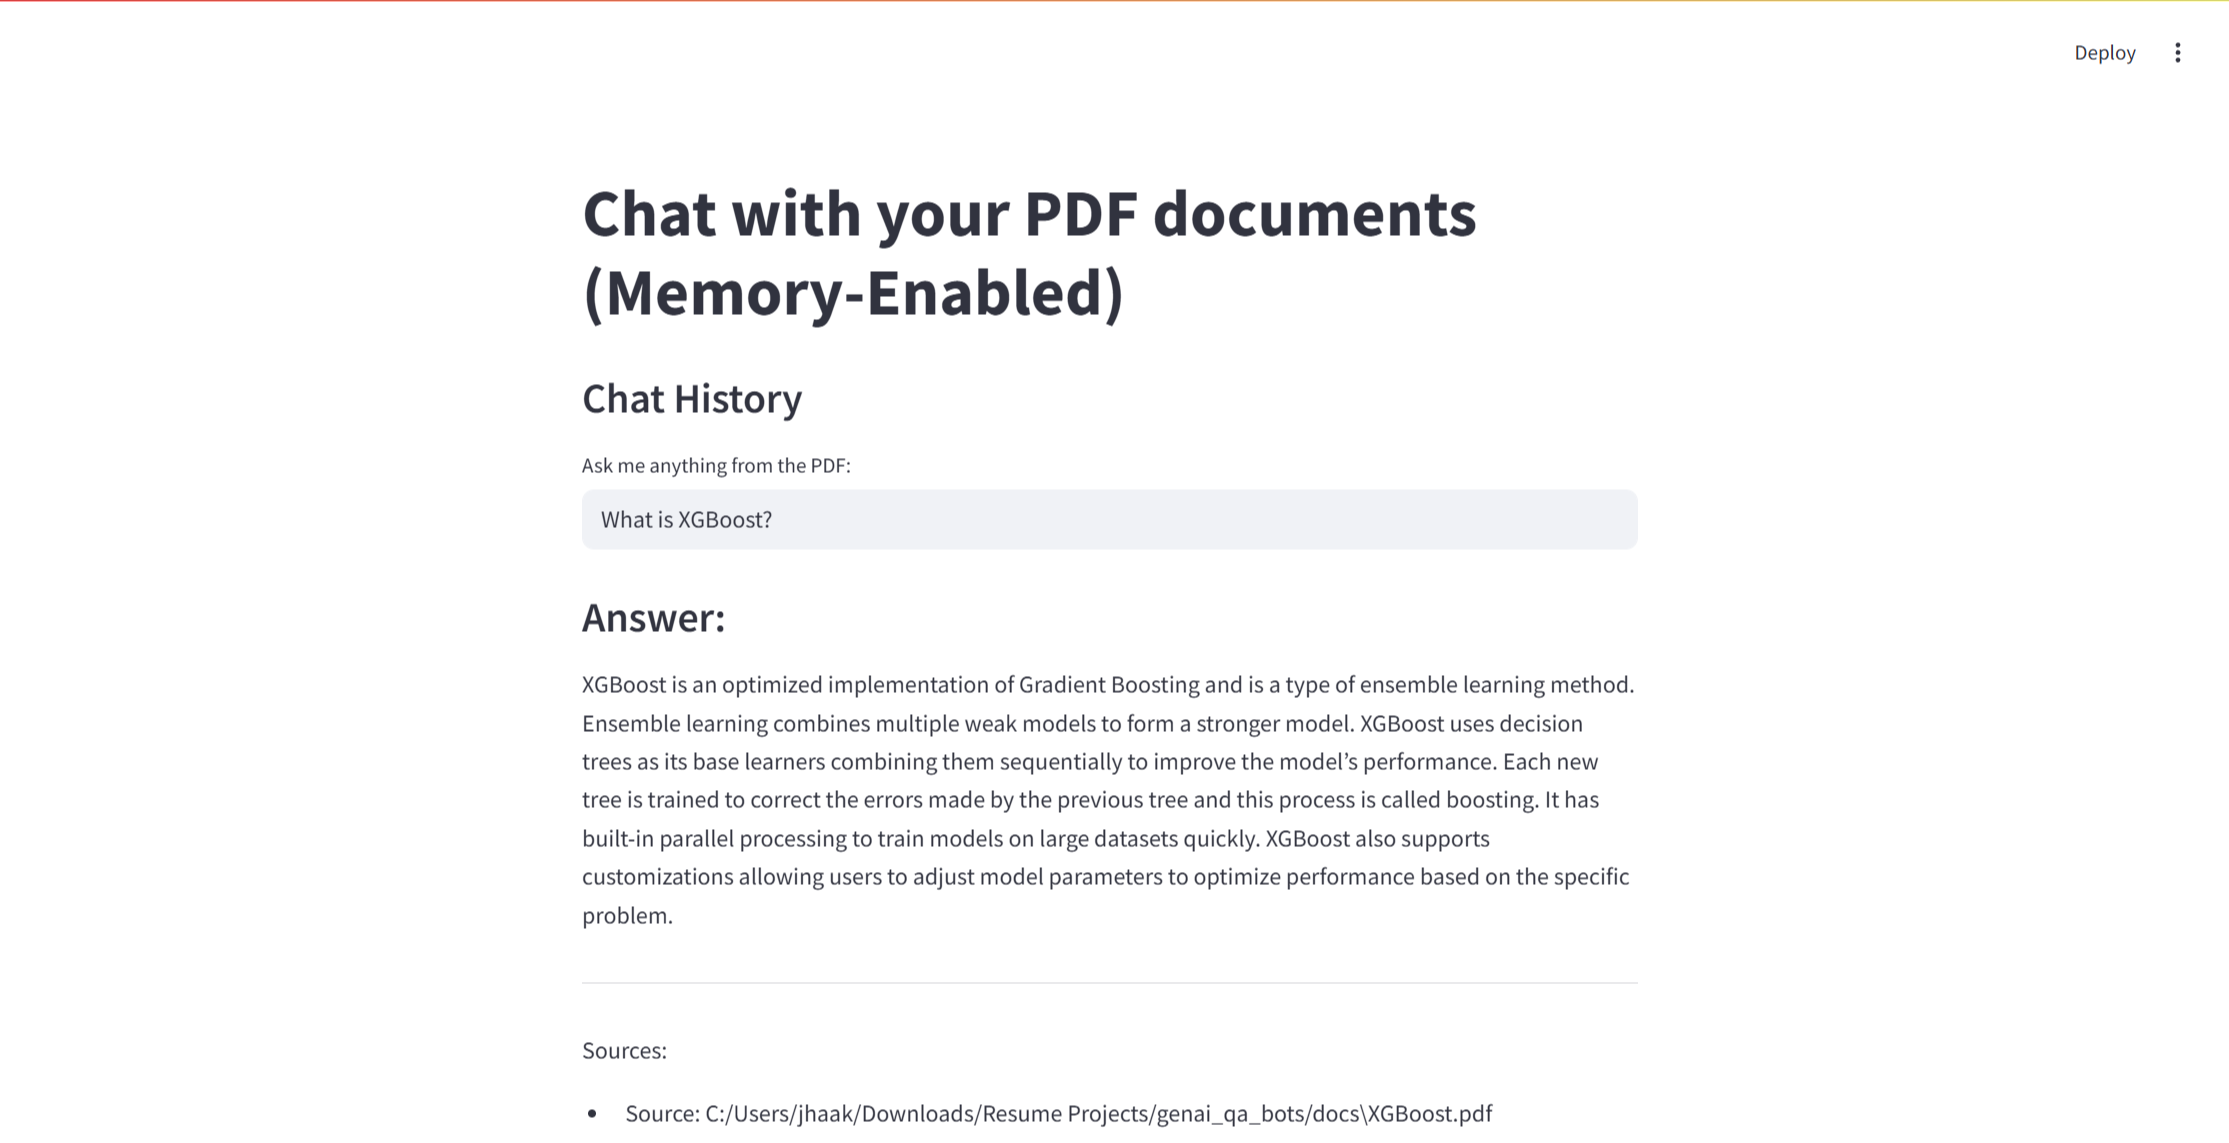 Deploy
Chat with your PDF documents
(Memory-Enabled)
Chat History
Ask me anything from the PDF:
What is XGBoost?
Answer:
XGBoost is an optimized implementation of Gradient Boosting and is a type of ensemble learning method.
Ensemble learning combines multiple weak models to form a stronger model. XGBoost uses decision
trees as its base learners combining them sequentially to improve the model’s performance. Each new
tree is trained to correct the errors made by the previous tree and this process is called boosting. It has
built-in parallel processing to train models on large datasets quickly. XGBoost also supports
customizations allowing users to adjust model parameters to optimize performance based on the specific
problem.
Sources:
• Source: C:/Users/jhaak/Downloads/Resume Projects/genai_qa_bots/docs\XGBoost.pdf